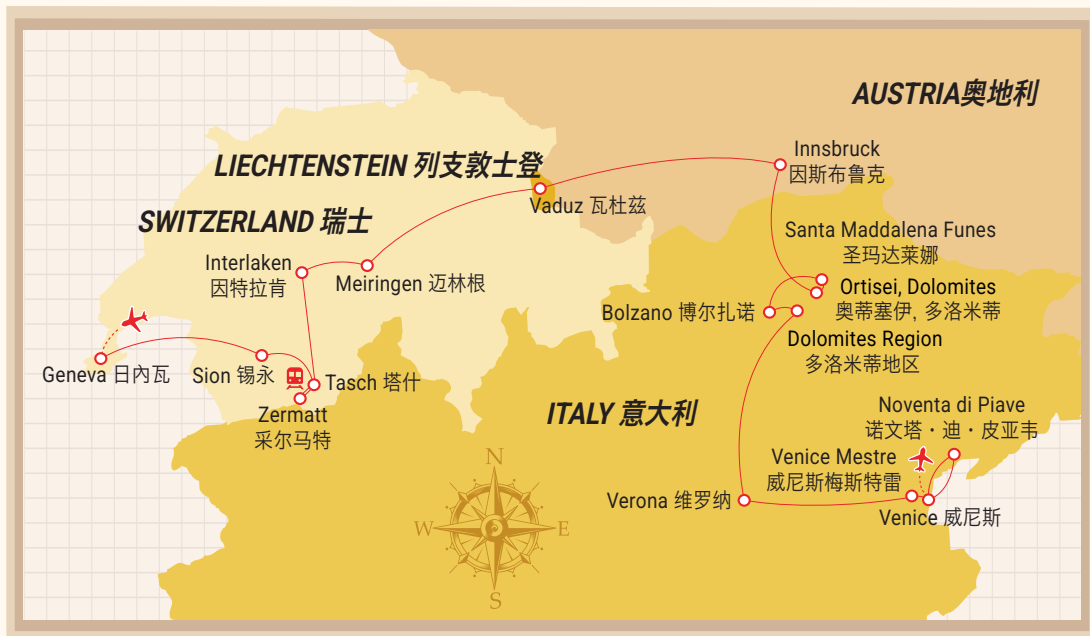 AUSTRIA奥地利
Innsbruck
因斯布鲁克
LIECHTENSTEIN 列支敦士登
Vaduz 瓦杜兹
SWITZERLAND 瑞士
Santa Maddalena Funes
圣玛达莱娜
Interlaken
因特拉肯
Meiringen 迈林根
Ortisei, Dolomites
奥蒂塞伊, 多洛米蒂
Bolzano 博尔扎诺
Dolomites Region
多洛米蒂地区
Geneva 日內瓦
Sion 锡永
Tasch 塔什
Zermatt
采尔马特
ITALY 意大利
Noventa di Piave
诺文塔・迪・皮亚韦
Venice Mestre
威尼斯梅斯特雷
Verona 维罗纳
Venice 威尼斯
N
W
E
S